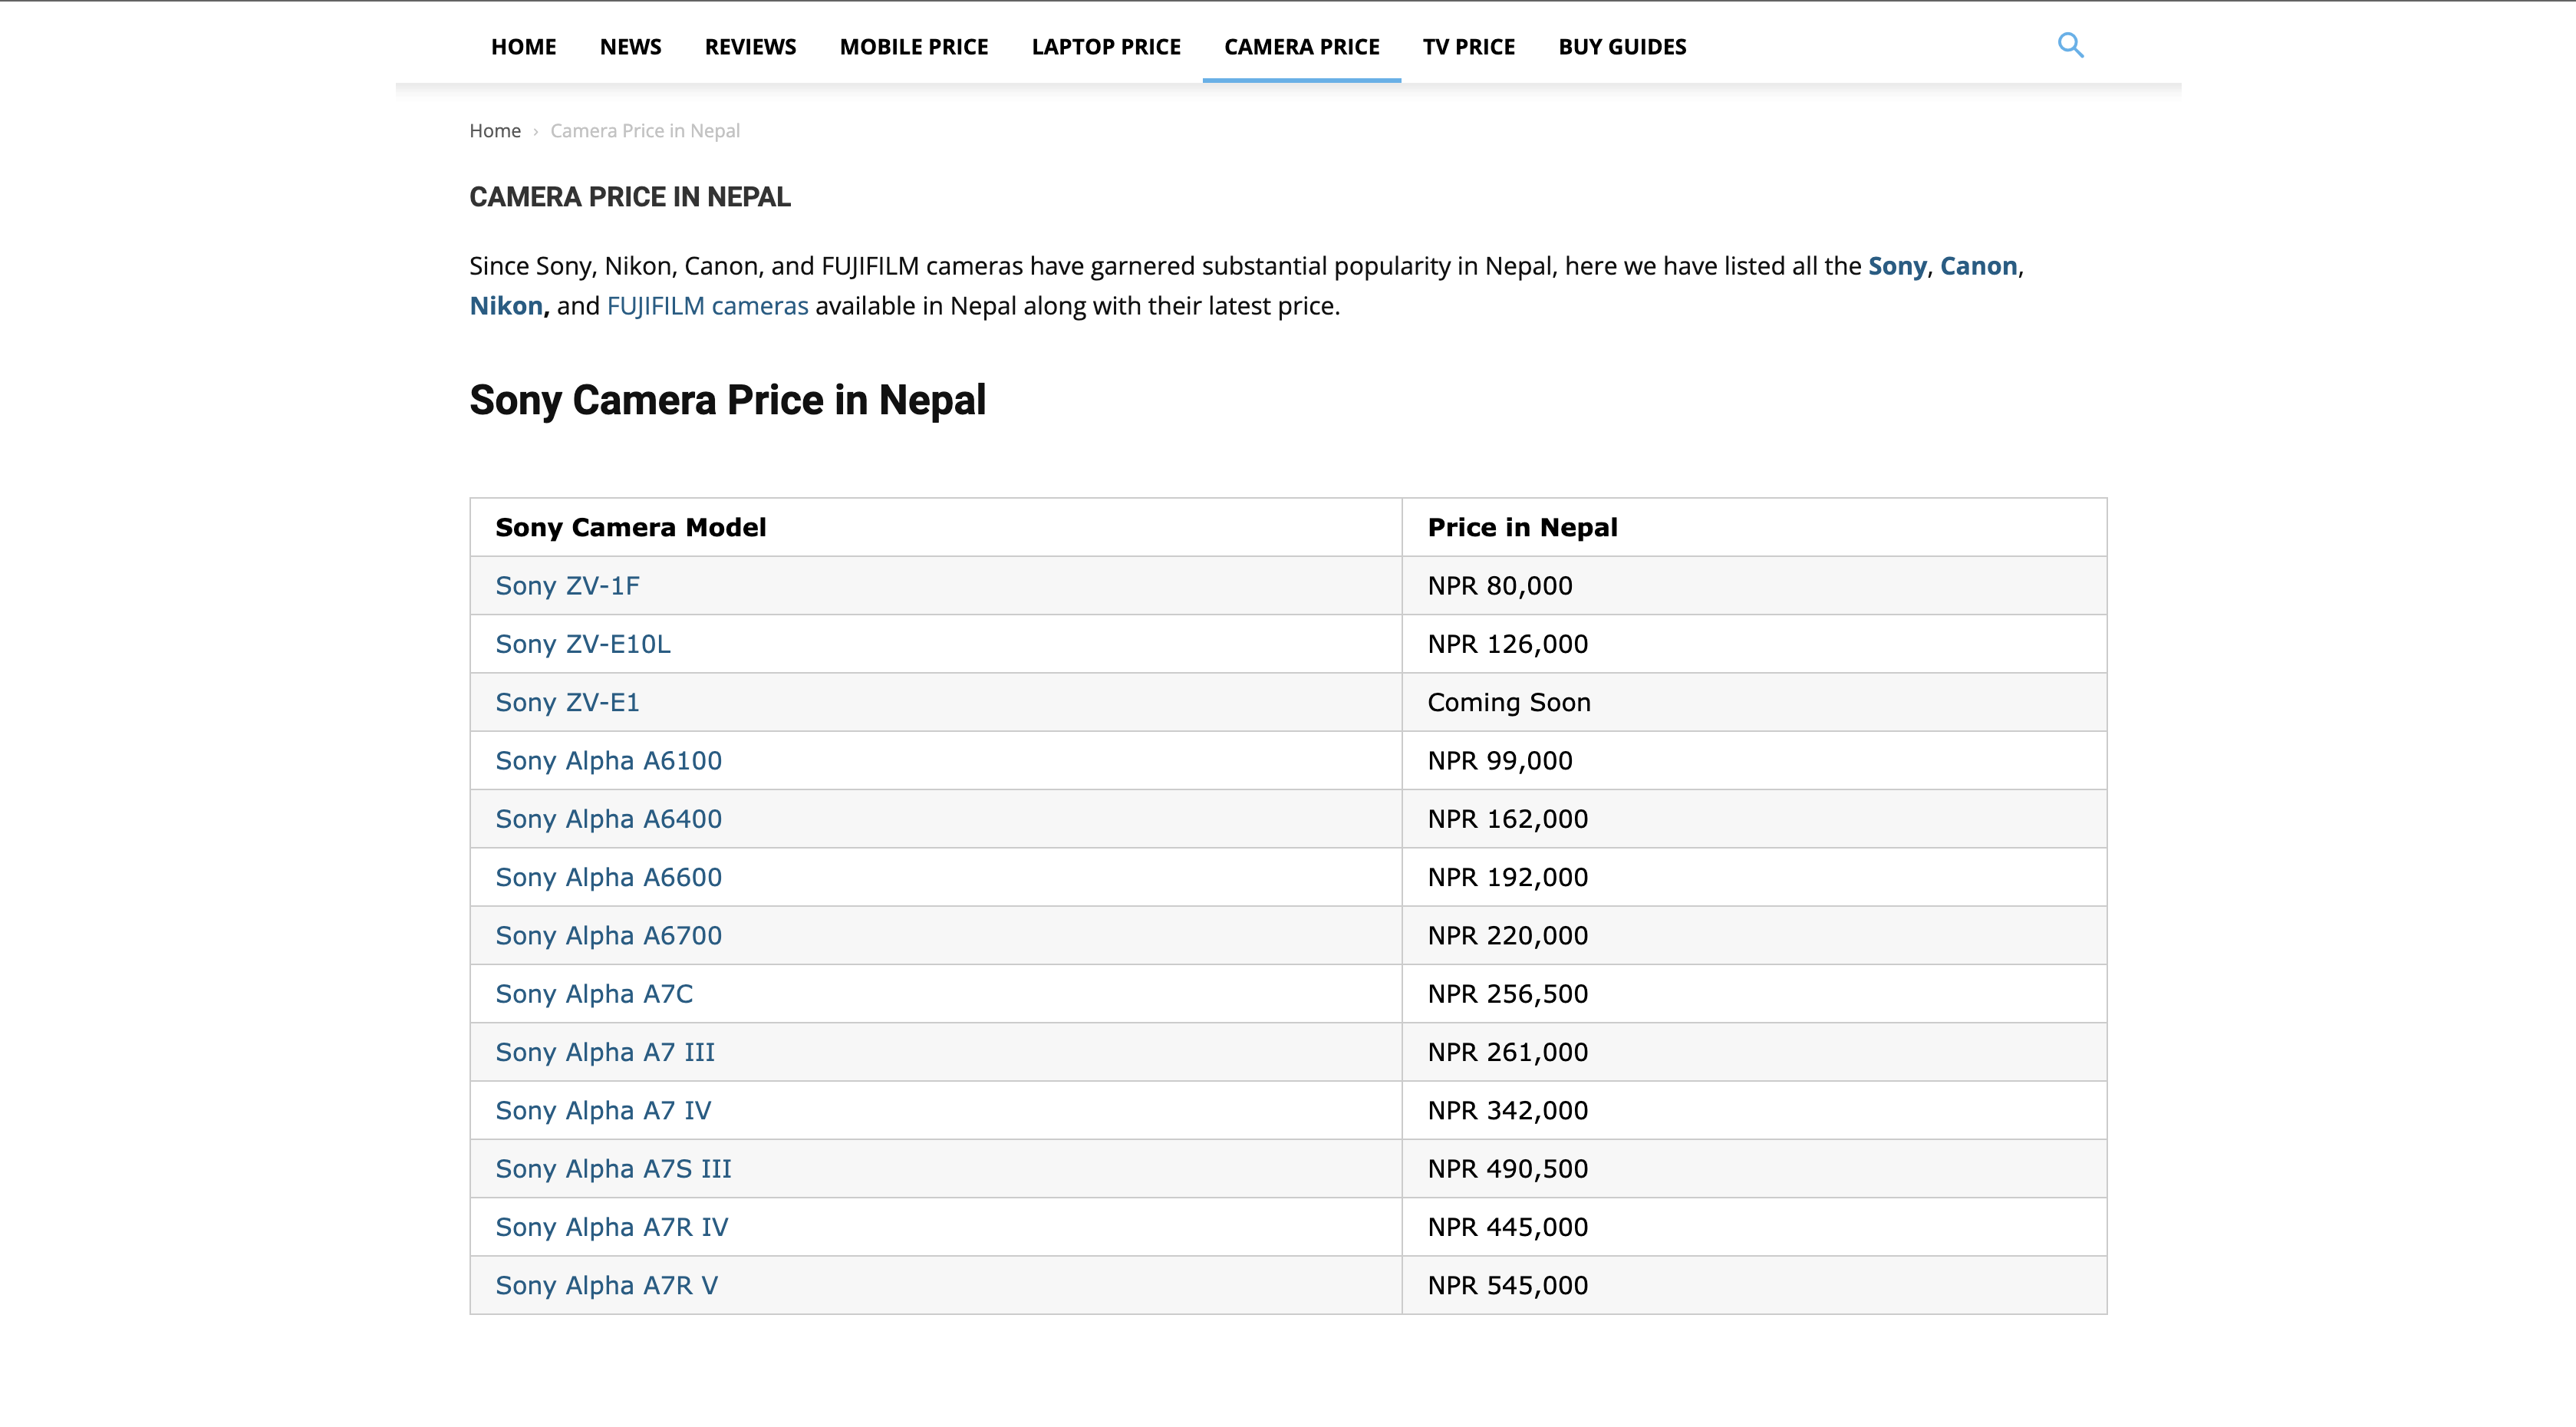 HOME NEWS REVIEWS MOBILE PRICE LAPTOP PRICE CAMERA PRICE TV PRICE BUY GUIDES
Home › Camera Price in Nepal
CAMERA PRICE IN NEPAL
Since Sony, Nikon, Canon, and FUJIFILM cameras have garnered substantial popularity in Nepal, here we have listed all the Sony, Canon,
Nikon, and FUJIFILM cameras available in Nepal along with their latest price.
Sony Camera Price in Nepal
Sony Camera Model Price in Nepal
Sony ZV-1F NPR 80,000
Sony ZV-E10L NPR 126,000
Sony ZV-E1 Coming Soon
Sony Alpha A6100 NPR 99,000
Sony Alpha A6400 NPR 162,000
Sony Alpha A6600 NPR 192,000
Sony Alpha A6700 NPR 220,000
Sony Alpha A7C NPR 256,500
Sony Alpha A7 III NPR 261,000
Sony Alpha A7 IV NPR 342,000
Sony Alpha A7S III NPR 490,500
Sony Alpha A7R IV NPR 445,000
Sony Alpha A7R V NPR 545,000